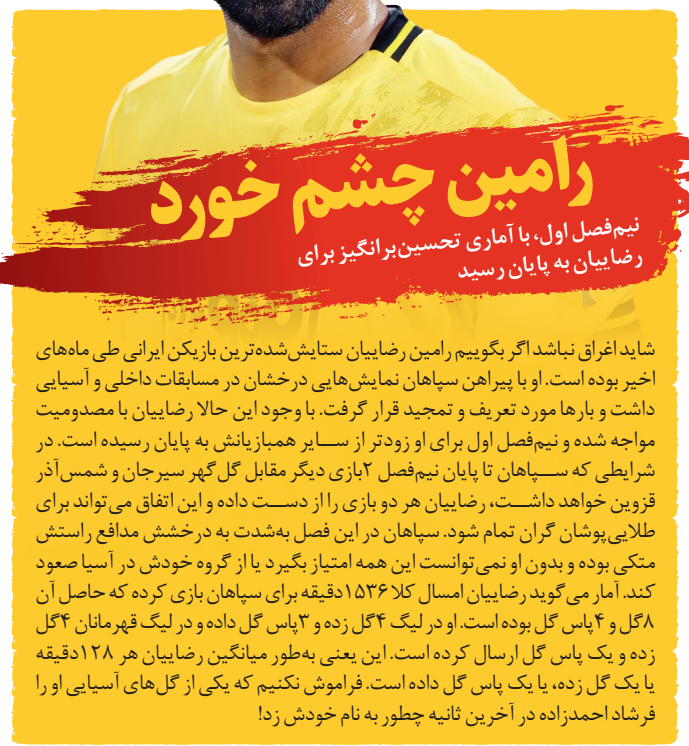 رامین چشم خورد
نیم‌فصل اول، با آماری تحسین‌برانگیز برای
رضاییان به پایان رسید
شاید اغراق نباشد اگر بگوییم رامین رضاییان ستایش‌شده‌ترین بازیکن ایرانی طی ماه‌های
اخیر بوده است. او با پیراهن سپاهان نمایش‌هایی درخشان در مسابقات داخلی و آسیایی
داشت و بارها مورد تعریف و تمجید قرار گرفت. با وجود این حالا رضاییان با مصدومیت
مواجه شده و نیم‌فصل اول برای او زودتر از سایر همبازیانش به پایان رسیده است. در
شرایطی که سپاهان تا پایان نیم‌فصل ۲بازی دیگر مقابل گل‌گهر سیرجان و شمس‌آذر
قزوین خواهد داشت، رضاییان هر دو بازی را از دست داده و این اتفاق می‌تواند برای
طلایی‌پوشان گران تمام شود. سپاهان در این فصل به‌شدت به درخشش مدافع راستش
متکی بوده و بدون او نمی‌توانست این همه امتیاز بگیرد یا از گروه خودش در آسیا صعود
کند. آمار می‌گوید رضاییان امسال کلا ۱۵۳۶دقیقه برای سپاهان بازی کرده که حاصل آن
۸گل و ۴پاس گل بوده است. او در لیگ ۴گل زده و ۳پاس گل داده و در لیگ قهرمانان ۴گل
زده و یک پاس گل ارسال کرده است. این یعنی به‌طور میانگین رضاییان هر ۱۲۸دقیقه
یا یک گل زده، یا یک پاس گل داده است. فراموش نکنیم که یکی از گل‌های آسیایی او را
فرشاد احمدزاده در آخرین ثانیه چطور به نام خودش زد!